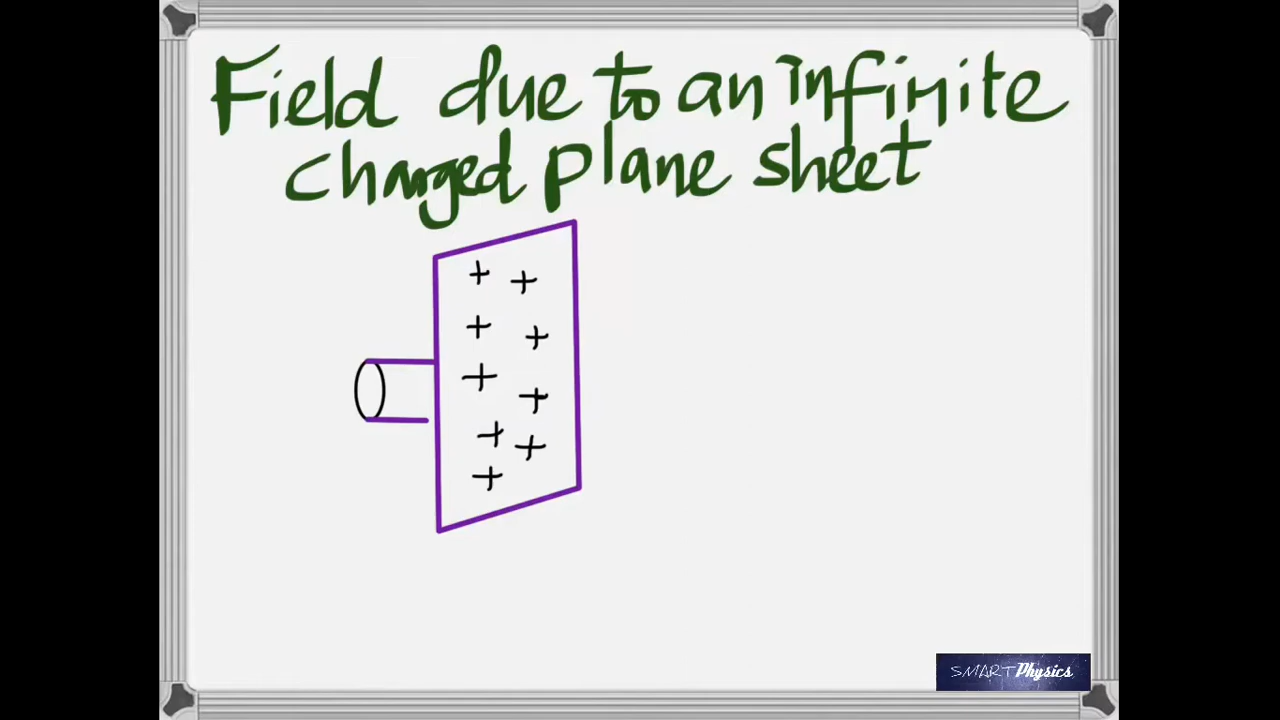 Field due to an infinite
charged plane sheet
+ +
+ +
+ +
+ +
+
SMART Physics